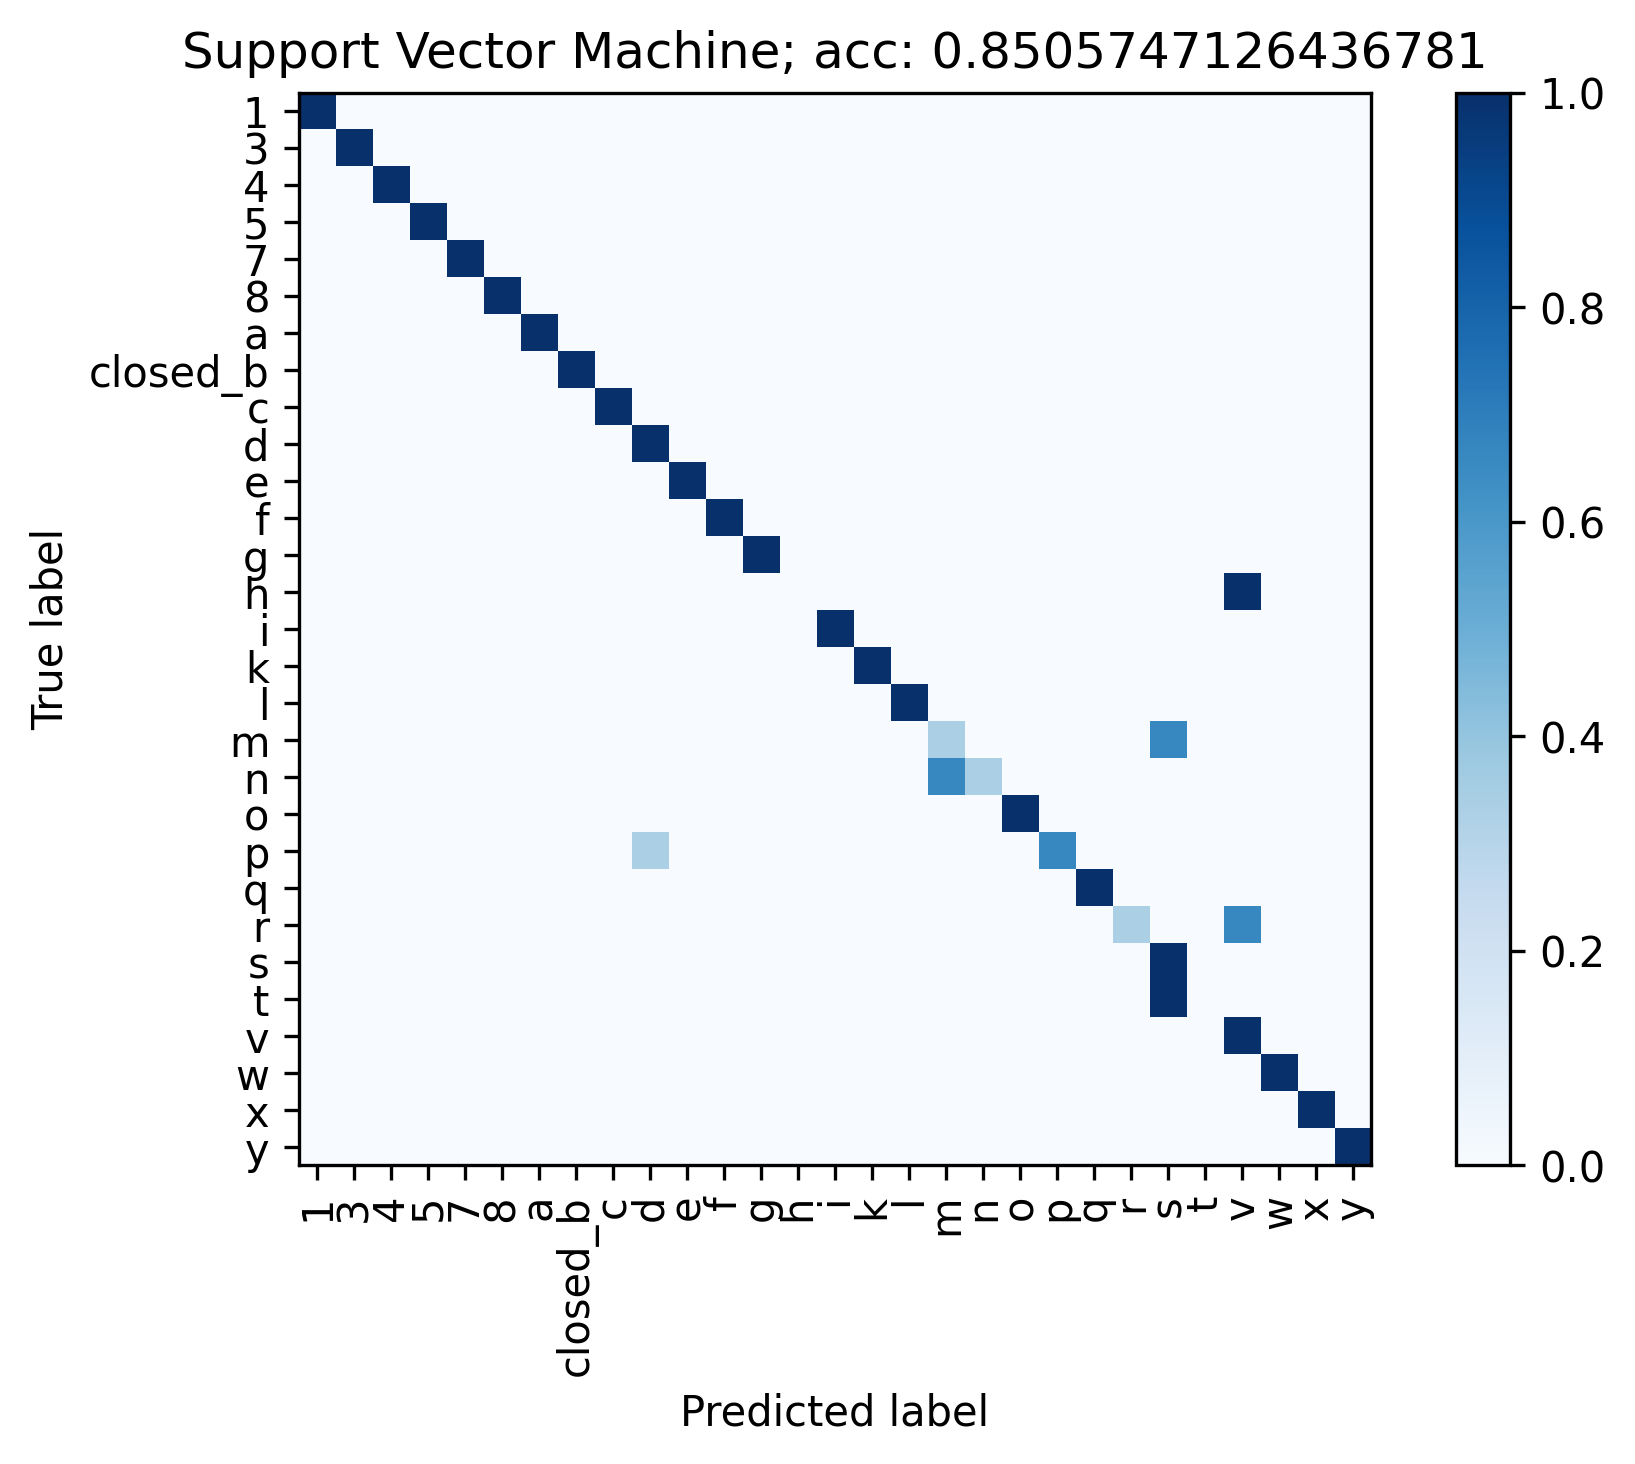 Support Vector Machine; acc: 0.8505747126436781
True label
1
3
4
5
7
8
a
closed_b
c
d
e
f
g
h
i
k
l
m
n
o
p
q
r
s
t
v
w
x
y
1 3 4 5 7 8 a closed_b c d e f g h i k l m n o p q r s t v w x y
Predicted label
1.0
0.8
0.6
0.4
0.2
0.0